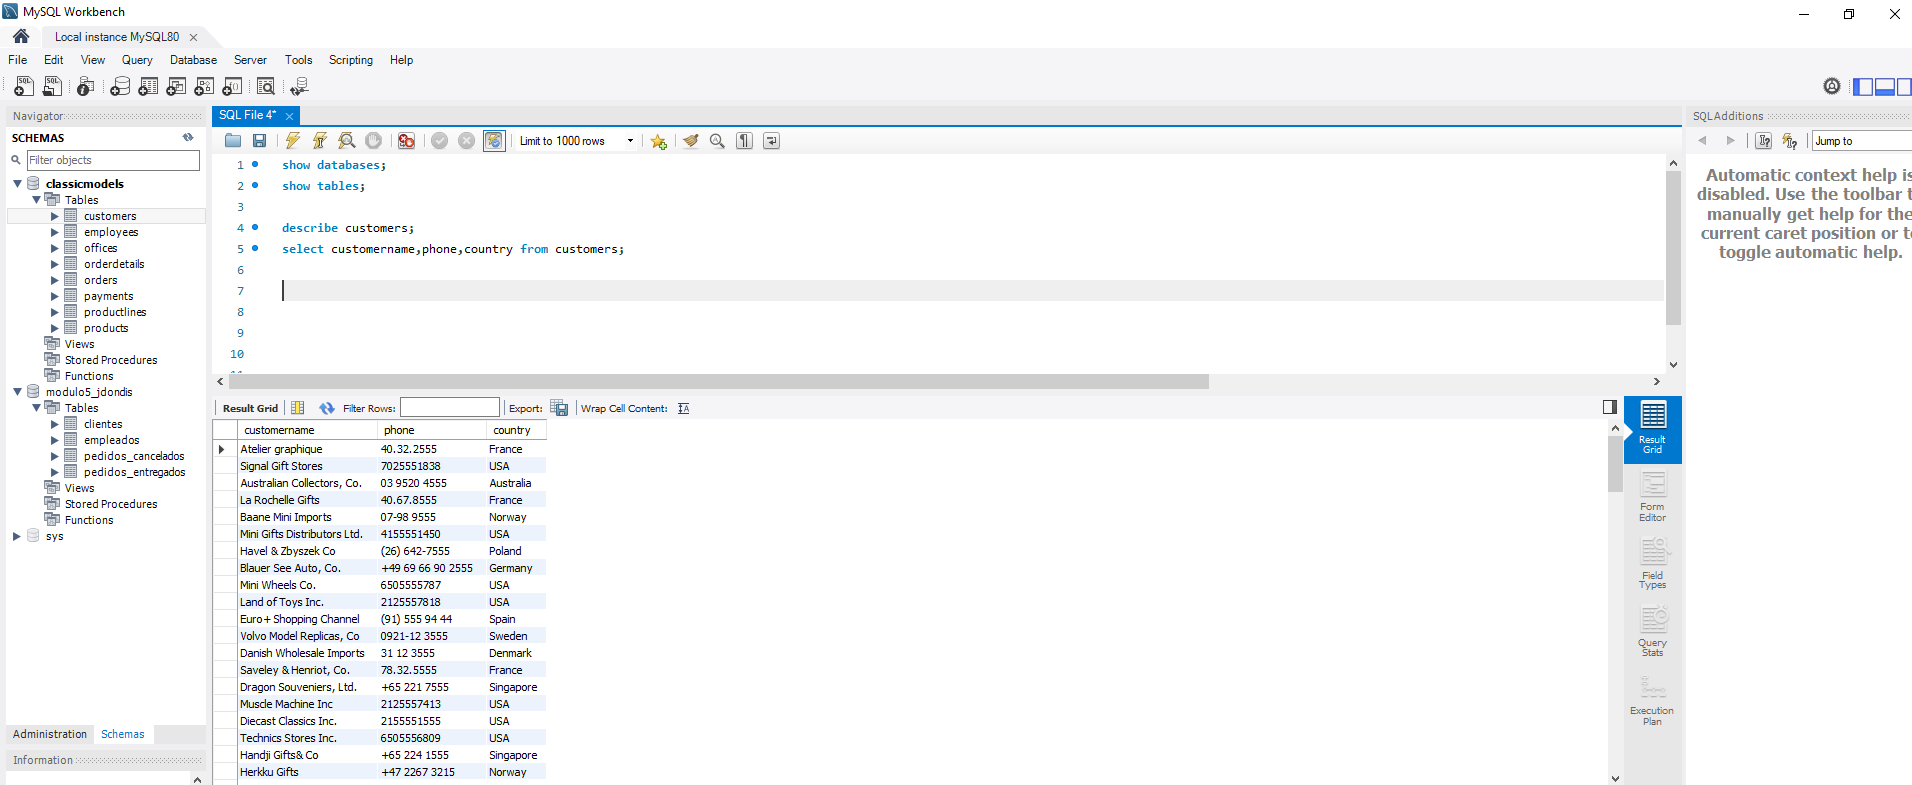 MySQL Workbench
Local instance MySQL80
File Edit View Query Database Server Tools Scripting Help
Navigator
SCHEMAS
Filter objects
classicmodels
Tables
customers
employees
offices
orderdetails
orders
payments
productlines
products
Views
Stored Procedures
Functions
modulo5_jdondis
Tables
clientes
empleados
pedidos_cancelados
pedidos_entregados
Views
Stored Procedures
Functions
sys
Administration Schemas
Information
SQL File 4*
Limit to 1000 rows
1 show databases;
2 show tables;
3
4 describe customers;
5 select customername,phone,country from customers;
6
7
8
9
10
Result Grid Filter Rows: Export: Wrap Cell Content:
customername phone country
Atelier graphique 40.32.2555 France
Signal Gift Stores 7025551838 USA
Australian Collectors, Co. 03 9520 4555 Australia
La Rochelle Gifts 40.67.8555 France
Baane Mini Imports 07-98 9555 Norway
Mini Gifts Distributors Ltd. 4155551450 USA
Havel & Zbyszek Co (26) 642-7555 Poland
Blauer See Auto, Co. +49 69 66 90 2555 Germany
Mini Wheels Co. 6505555787 USA
Land of Toys Inc. 2125557818 USA
Euro+ Shopping Channel (91) 555 94 44 Spain
Volvo Model Replicas, Co 0921-12 3555 Sweden
Danish Wholesale Imports 31 12 3555 Denmark
Saveley & Henriot, Co. 78.32.5555 France
Dragon Souveniers, Ltd. +65 221 7555 Singapore
Muscle Machine Inc 2125557413 USA
Diecast Classics Inc. 2155551555 USA
Technics Stores Inc. 6505556809 USA
Handji Gifts& Co +65 224 1555 Singapore
Herkku Gifts +47 2267 3215 Norway
Result
Grid
Form
Editor
Field
Types
Query
Stats
Execution
Plan
SQLAdditions
Jump to
Automatic context help is
disabled. Use the toolbar t
manually get help for the
current caret position or to
toggle automatic help.